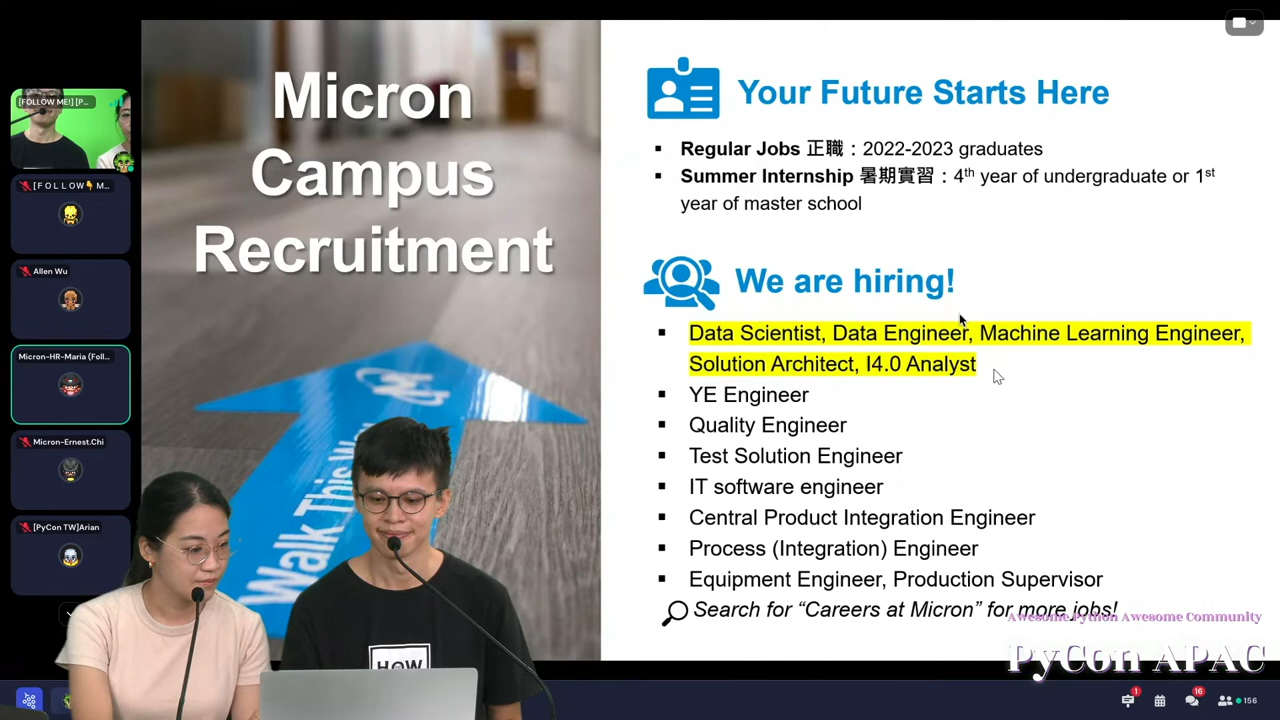 [FOLLOW ME!] [P...
[F O L L O W👇 M...
Allen Wu
Micron-HR-Maria (Foll...
Micron-Ernest.Chi
[PyCon TW]Arian
Micron
Campus
Recruitment
Walk This W
HOW
Your Future Starts Here
▪ Regular Jobs 正職：2022-2023 graduates
▪ Summer Internship 暑期實習：4th year of undergraduate or 1st
year of master school
We are hiring!
▪ Data Scientist, Data Engineer, Machine Learning Engineer,
Solution Architect, I4.0 Analyst
▪ YE Engineer
▪ Quality Engineer
▪ Test Solution Engineer
▪ IT software engineer
▪ Central Product Integration Engineer
▪ Process (Integration) Engineer
▪ Equipment Engineer, Production Supervisor
Search for “Careers at Micron” for more jobs!
Awesome Python Awesome Community
PyCon APAC
1
16
156